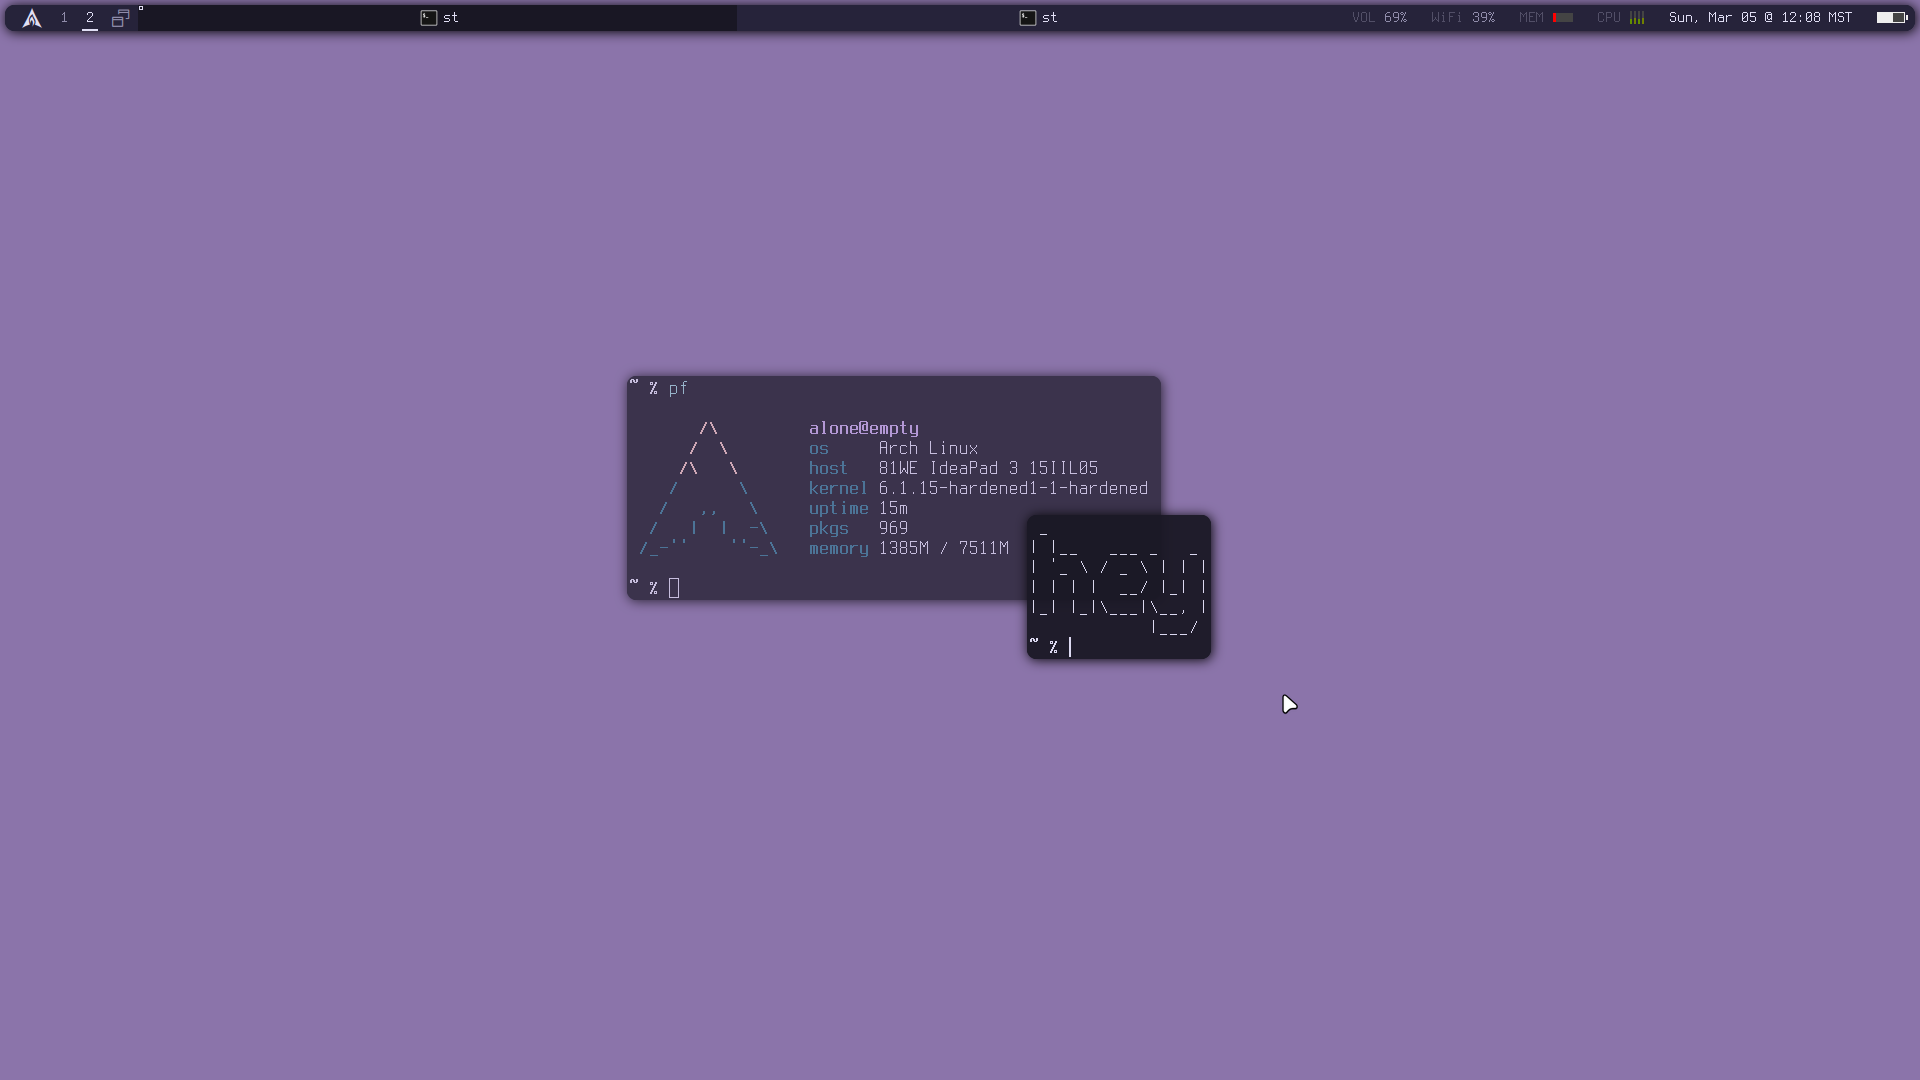 1 2 st st VOL 69% WiFi 39% MEM CPU Sun, Mar 05 @ 12:08 MST
~ % pf
alone@empty
os Arch Linux
host 81WE IdeaPad 3 15IIL05
kernel 6.1.15-hardened1-1-hardened
uptime 15m
pkgs 969
memory 1385M / 7511M
~ %
hey
~ %